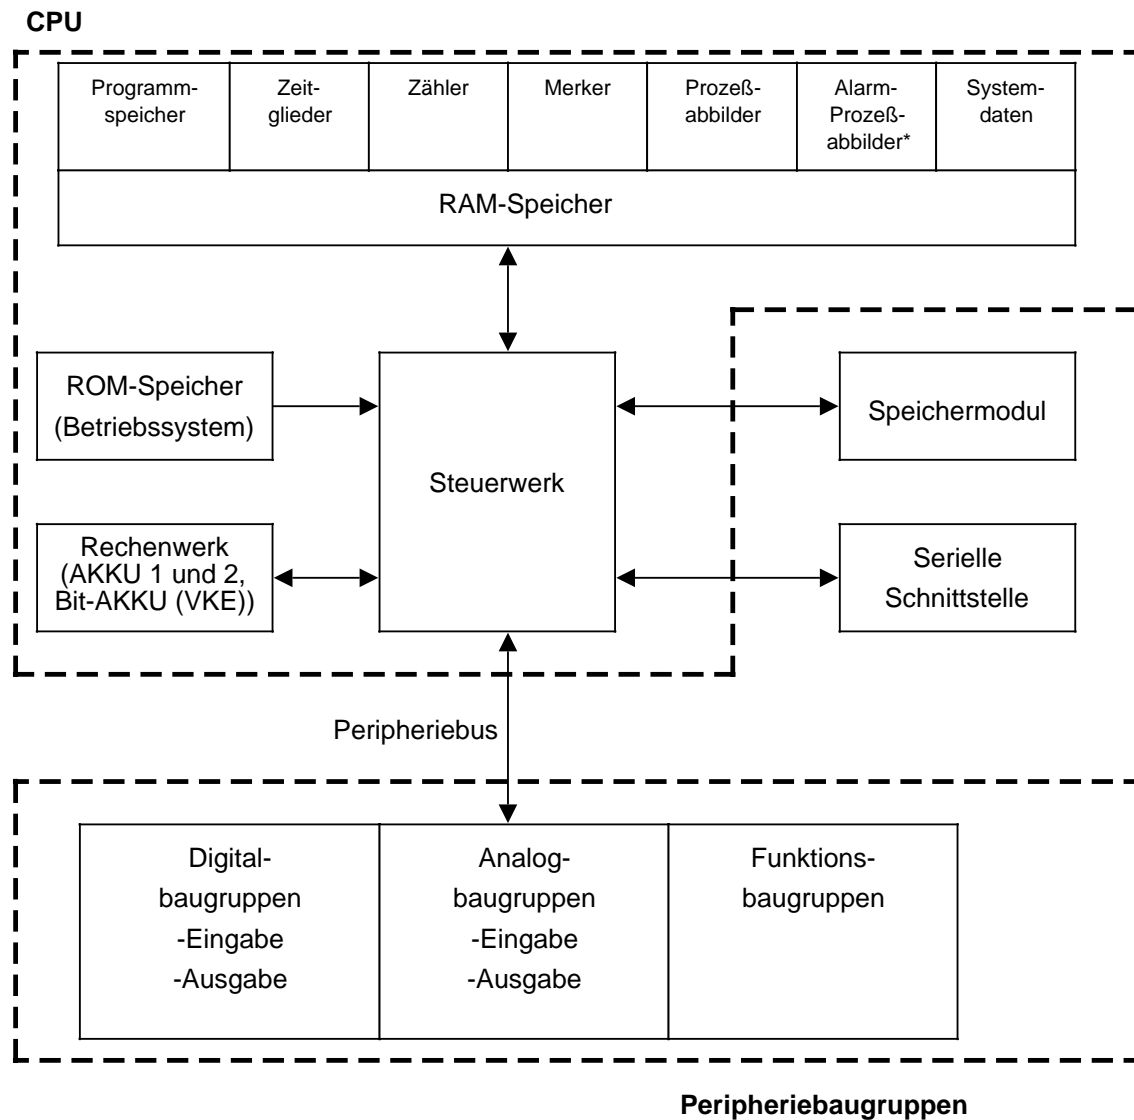 CPU
Programm-
speicher
Zeit-
glieder
Zähler
Merker
Prozeß-
abbilder
Alarm-
Prozeß-
abbilder*
System-
daten
RAM-Speicher
ROM-Speicher
(Betriebssystem)
Steuerwerk
Speichermodul
Rechenwerk
(AKKU 1 und 2,
Bit-AKKU (VKE))
Serielle
Schnittstelle
Peripheriebus
Digital-
baugruppen
-Eingabe
-Ausgabe
Analog-
baugruppen
-Eingabe
-Ausgabe
Funktions-
baugruppen
Peripheriebaugruppen